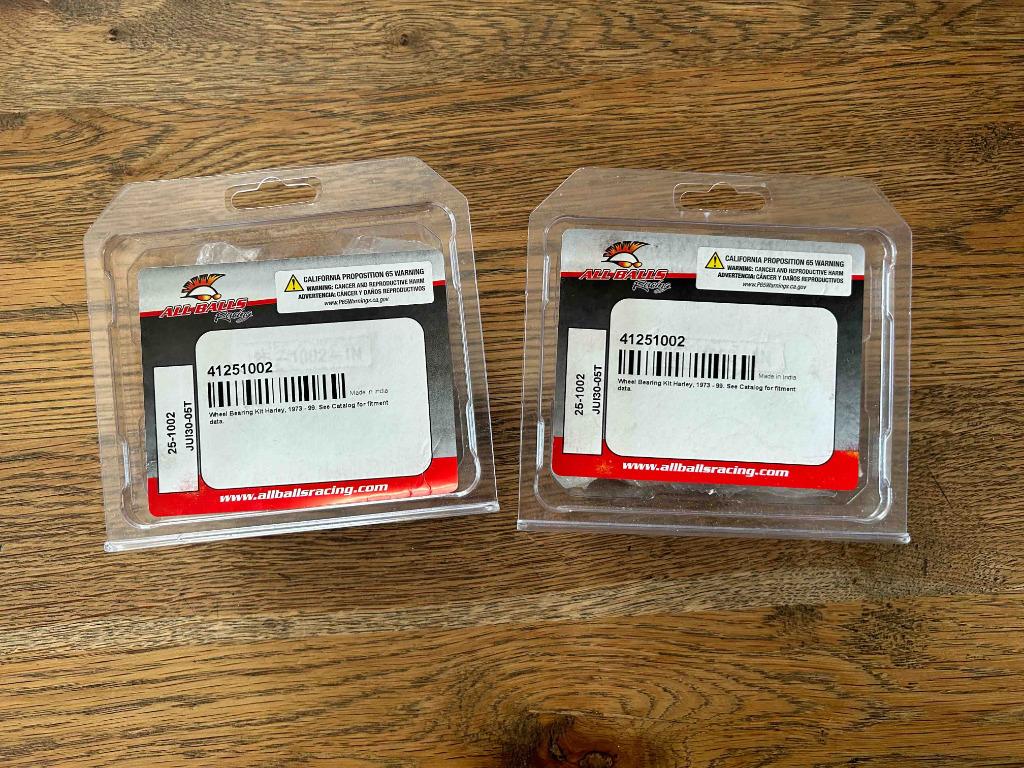 ALL BALLS
Racing
CALIFORNIA PROPOSITION 65 WARNING
WARNING: CANCER AND REPRODUCTIVE HARM
ADVERTENCIA: CÁNCER Y DAÑOS REPRODUCTIVOS
www.P65Warnings.ca.gov
41251002
Made in India
Wheel Bearing Kit Harley, 1973 - 99. See Catalog for fitment
data.
25-1002
JUI30-05T
www.allballsracing.com
ALL BALLS
Racing
CALIFORNIA PROPOSITION 65 WARNING
WARNING: CANCER AND REPRODUCTIVE HARM
ADVERTENCIA: CÁNCER Y DAÑOS REPRODUCTIVOS
www.P65Warnings.ca.gov
41251002
Made in India
Wheel Bearing Kit Harley, 1973 - 99. See Catalog for fitment
data.
25-1002
JUI30-05T
www.allballsracing.com